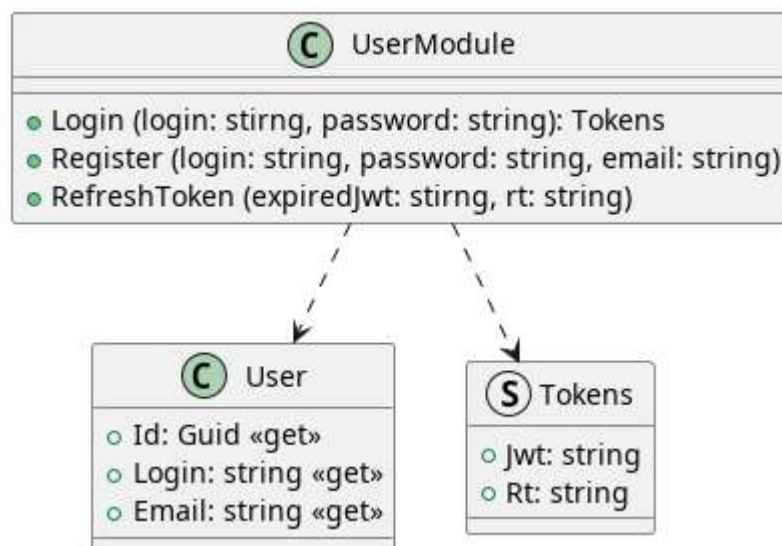 C UserModule
Login (login: stirng, password: string): Tokens
Register (login: string, password: string, email: string)
RefreshToken (expiredJwt: stirng, rt: string)
C User
Id: Guid «get»
Login: string «get»
Email: string «get»
S Tokens
Jwt: string
Rt: string